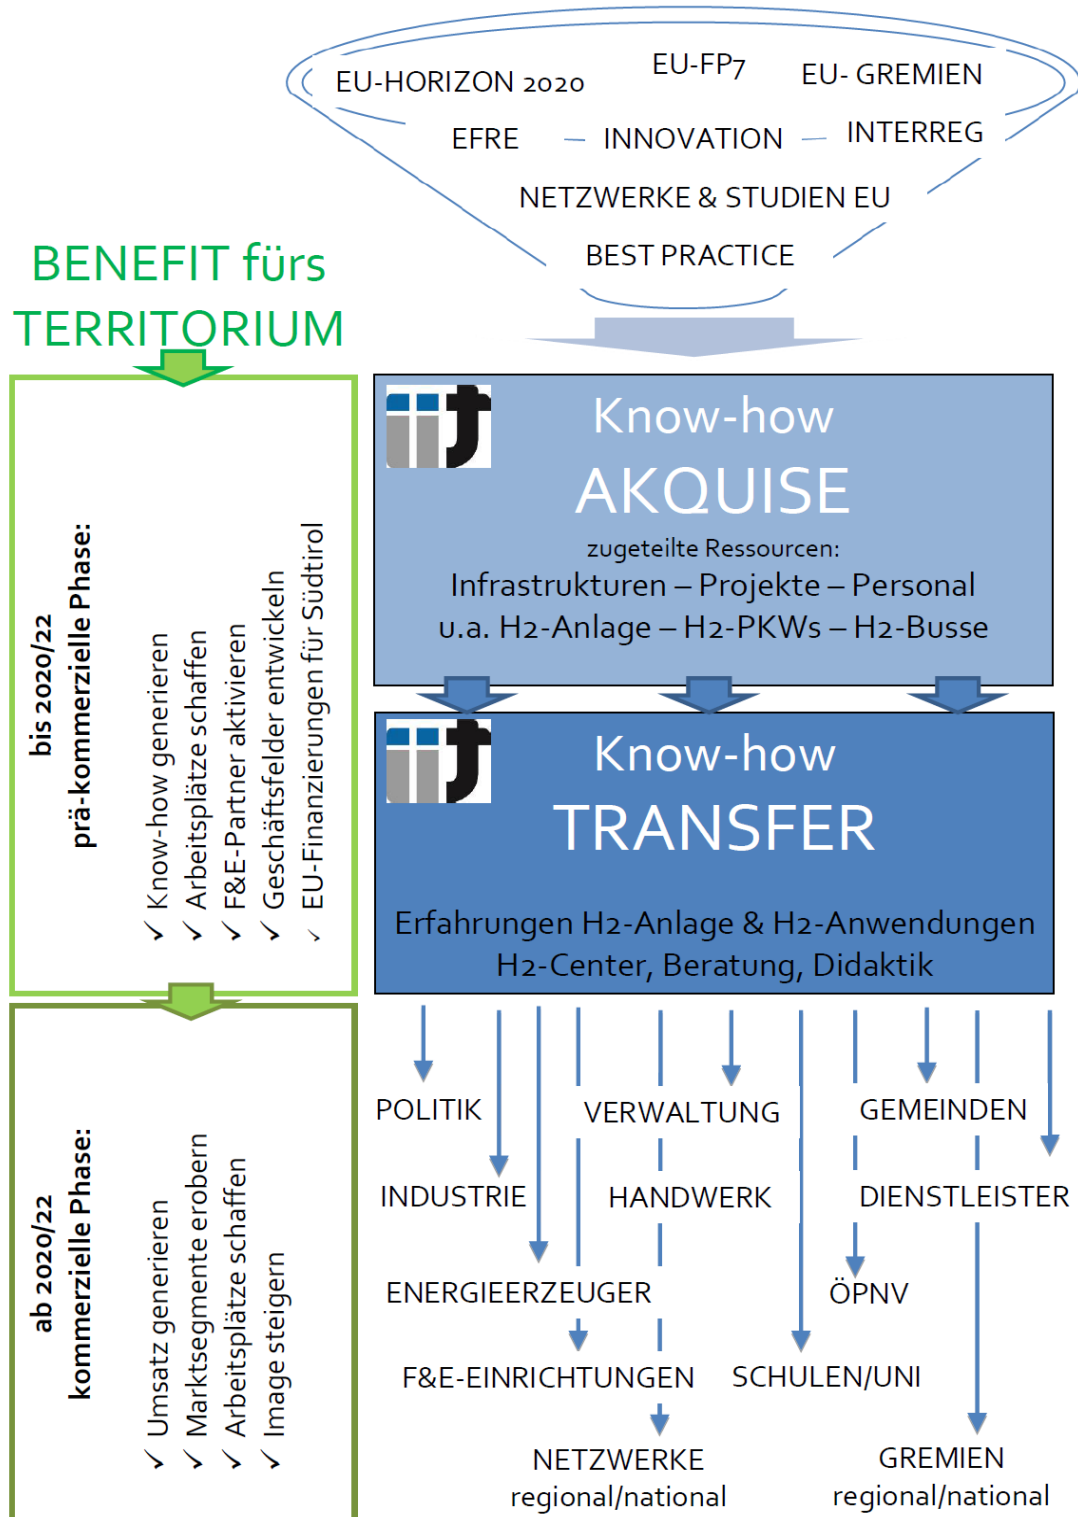 EU-HORIZON 2020
EU-FP7
EU- GREMIEN
EFRE
INNOVATION
INTERREG
NETZWERKE & STUDIEN EU
BEST PRACTICE
BENEFIT fürs
TERRITORIUM
bis 2020/22
prä-kommerzielle Phase:
✓ Know-how generieren
✓ Arbeitsplätze schaffen
✓ F&E-Partner aktivieren
✓ Geschäftsfelder entwickeln
✓ EU-Finanzierungen für Südtirol
iit
Know-how
AKQUISE
zugeteilte Ressourcen:
Infrastrukturen – Projekte – Personal
u.a. H2-Anlage – H2-PKWs – H2-Busse
iit
Know-how
TRANSFER
Erfahrungen H2-Anlage & H2-Anwendungen
H2-Center, Beratung, Didaktik
ab 2020/22
kommerzielle Phase:
✓ Umsatz generieren
✓ Marktsegmente erobern
✓ Arbeitsplätze schaffen
✓ Image steigern
POLITIK
VERWALTUNG
GEMEINDEN
INDUSTRIE
HANDWERK
DIENSTLEISTER
ENERGIEERZEUGER
ÖPNV
F&E-EINRICHTUNGEN
SCHULEN/UNI
NETZWERKE
regional/national
GREMIEN
regional/national